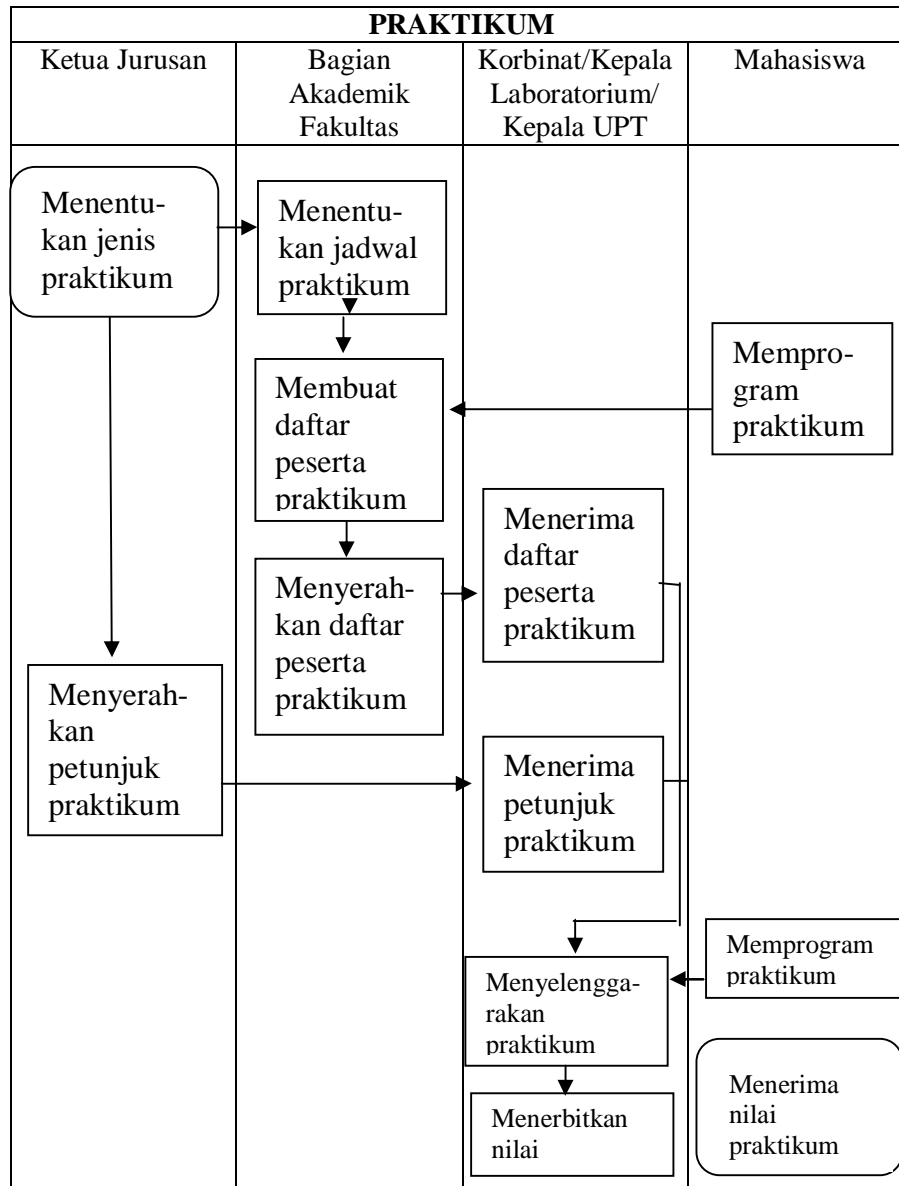 PRAKTIKUM
Ketua Jurusan
Bagian
Akademik
Fakultas
Korbinat/Kepala
Laboratorium/
Kepala UPT
Mahasiswa
Menentu-
kan jenis
praktikum
Menentu-
kan jadwal
praktikum
Mempro-
gram
praktikum
Membuat
daftar
peserta
praktikum
Menerima
daftar
peserta
praktikum
Menyerah-
kan daftar
peserta
praktikum
Menyerah-
kan
petunjuk
praktikum
Menerima
petunjuk
praktikum
Memprogram
praktikum
Menyelengga-
rakan
praktikum
Menerbitkan
nilai
Menerima
nilai
praktikum